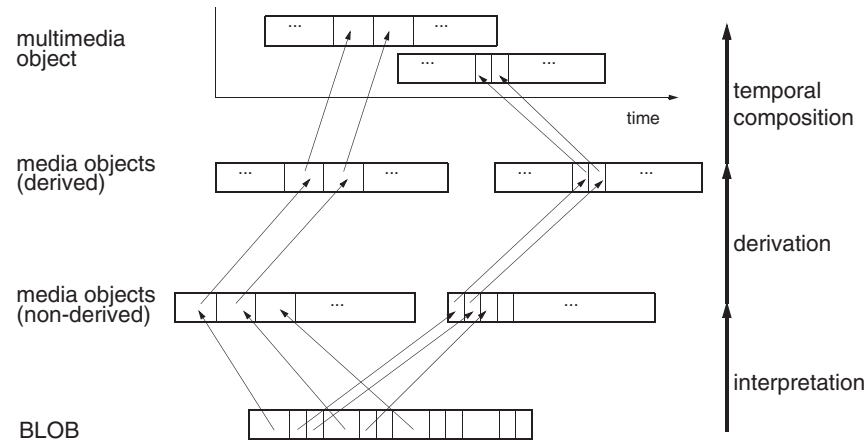 multimedia
object
... ...
... ...
time
temporal
composition
media objects
(derived)
... ...
... ...
derivation
media objects
(non-derived)
...
...
interpretation
BLOB